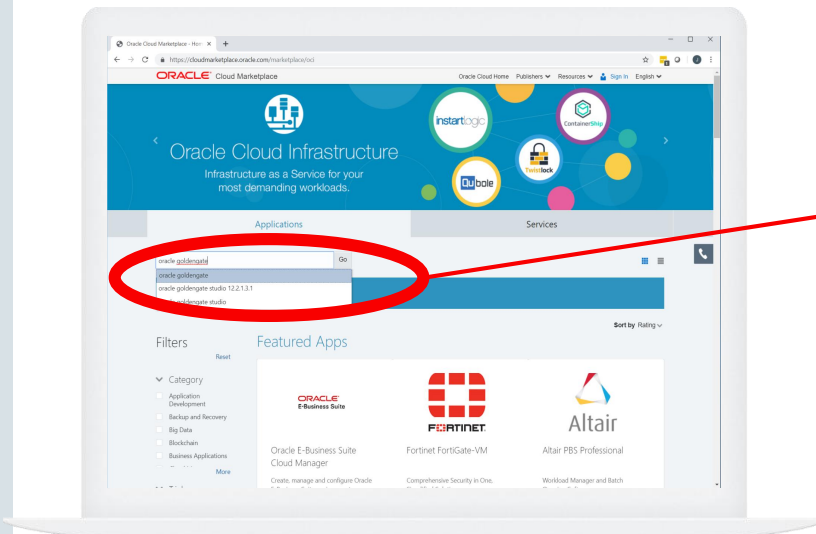 Oracle Cloud Marketplace - Hom
https://cloudmarketplace.oracle.com/marketplace/oci
J
ORACLE Cloud Marketplace
Oracle Cloud Home Publishers Resources Sign In English
Oracle Cloud Infrastructure
Infrastructure as a Service for your
most demanding workloads.
instartlogic
ContainerShip
Twistlock
Qubole
Applications Services
oracle goldengate Go
oracle goldengate
oracle goldengate studio 12.2.1.3.1
oracle goldengate studio
Sort by Rating
Filters
Reset
Featured Apps
Category
Application
Development
Backup and Recovery
Big Data
Blockchain
Business Applications
More
ORACLE
E-Business Suite
FORTINET
Altair
Oracle E-Business Suite
Cloud Manager
Fortinet FortiGate-VM
Altair PBS Professional
Create, manage and configure Oracle
Comprehensive Security in One,
Workload Manager and Batch